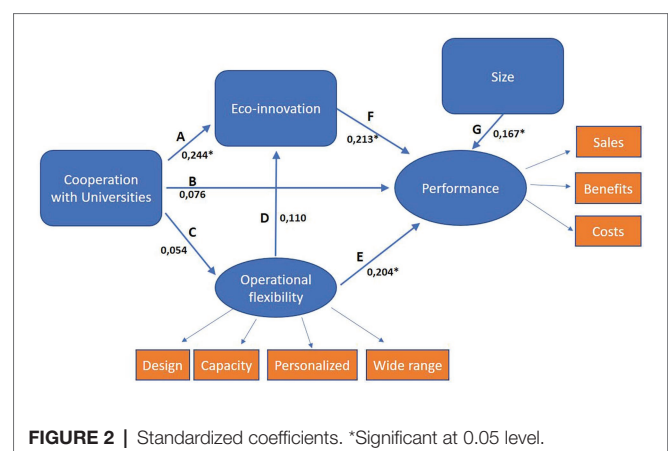 Size
Eco-innovation
A
0,244*
F
0,213*
G
0,167*
Sales
Cooperation
with Universities
B
0,076
Performance
Benefits
D
0,110
C
0,054
Costs
Operational
flexibility
E
0,204*
Design
Capacity
Personalized
Wide range
FIGURE 2 | Standardized coefficients. *Significant at 0.05 level.